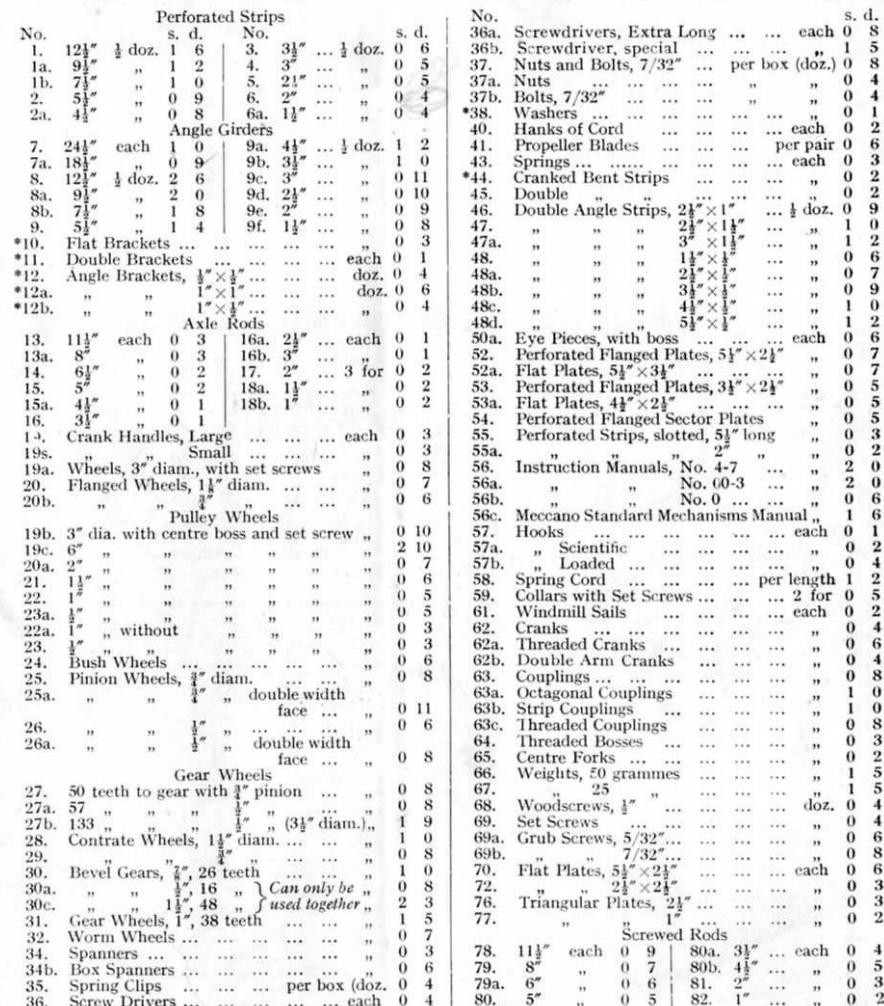 Perforated Strips
No. s. d. No. s. d.
1. 12½″ ½ doz. 1 6 3. 3½″ ... ½ doz. 0 6
1a. 9½″ „ 1 2 4. 3″ ... „ 0 5
1b. 7½″ „ 1 0 5. 2½″ ... „ 0 5
2. 5½″ „ 0 9 6. 2″ ... „ 0 4
2a. 4½″ „ 0 8 6a. 1½″ ... „ 0 4
Angle Girders
7. 24½″ each 1 0 9a. 4½″ ... ½ doz. 1 2
7a. 18½″ „ 0 9 9b. 3½″ ... „ 1 0
8. 12½″ ½ doz. 2 6 9c. 3″ ... „ 0 11
8a. 9½″ „ 2 0 9d. 2½″ ... „ 0 10
8b. 7½″ „ 1 8 9e. 2″ ... „ 0 9
9. 5½″ „ 1 4 9f. 1½″ ... „ 0 8
*10. Flat Brackets ... ... ... ... ... „ 0 3
*11. Double Brackets ... ... ... each 0 1
*12. Angle Brackets, ½″×½″ ... ... doz. 0 4
*12a. „ „ 1″×1″ ... ... doz. 0 6
*12b. „ „ 1″×½″ ... ... „ 0 4
Axle Rods
13. 11½″ each 0 3 16a. 2½″ ... each 0 1
13a. 8″ „ 0 3 16b. 3″ ... „ 0 1
14. 6½″ „ 0 2 17. 2″ ... 3 for 0 2
15. 5″ „ 0 2 18a. 1½″ ... „ 0 2
15a. 4½″ „ 0 1 18b. 1″ ... „ 0 2
16. 3½″ „ 0 1
Crank Handles, Large ... ... ... each 0 3
19s. „ „ Small ... ... ... „ 0 3
19a. Wheels, 3″ diam., with set screws „ 0 8
20. Flanged Wheels, 1⅛″ diam. ... ... „ 0 7
20b. „ „ ¾″ „ ... ... „ 0 6
Pulley Wheels
19b. 3″ dia. with centre boss and set screw „ 0 10
19c. 6″ „ „ „ „ „ „ 2 10
20a. 2″ „ „ „ „ „ „ 0 7
21. 1½″ „ „ „ „ „ „ 0 6
22. 1″ „ „ „ „ „ „ 0 5
23a. ½″ „ „ „ „ „ „ 0 5
22a. 1″ „ without „ „ „ „ 0 3
23. ½″ „ „ „ „ „ „ 0 3
24. Bush Wheels ... ... ... ... ... „ 0 6
25. Pinion Wheels, ¾″ diam. ... ... „ 0 8
25a. „ „ ¾″ „ double width
face ... „ 0 11
26. „ „ ½″ „ ... ... ... „ 0 6
26a. „ „ ½″ „ double width
face ... „ 0 8
Gear Wheels
27. 50 teeth to gear with ¾″ pinion ... „ 0 8
27a. 57 „ „ „ ½″ „ ... „ 0 8
27b. 133 „ „ „ ½″ „ (3½″ diam.) „ 1 9
28. Contrate Wheels, 1½″ diam. ... ... „ 1 0
29. „ „ ¾″ „ ... ... „ 0 8
30. Bevel Gears, ⅞″, 26 teeth ... ... „ 1 0
30a. „ „ ½″, 16 „ Can only be „ 0 8
30c. „ „ 1½″, 48 „ used together „ 2 3
31. Gear Wheels, 1″, 38 teeth ... ... „ 1 5
32. Worm Wheels ... ... ... ... ... „ 0 7
34. Spanners ... ... ... ... ... „ 0 3
34b. Box Spanners ... ... ... ... „ 0 6
35. Spring Clips ... ... per box (doz. 0 4
36. Screw Drivers ... ... ... ... each 0 4
No. s. d.
36a. Screwdrivers, Extra Long ... ... each 0 8
36b. Screwdriver, special ... ... ... „ 1 5
37. Nuts and Bolts, 7/32″ ... per box (doz.) 0 8
37a. Nuts ... ... ... ... „ „ 0 4
37b. Bolts, 7/32″ ... ... ... „ „ 0 4
*38. Washers ... ... ... ... ... „ 0 1
40. Hanks of Cord ... ... ... ... each 0 2
41. Propeller Blades ... ... per pair 0 6
43. Springs ... ... ... ... ... each 0 3
*44. Cranked Bent Strips ... ... ... „ 0 2
45. Double „ „ ... ... ... „ 0 2
46. Double Angle Strips, 2½″×1″ ... ½ doz. 0 9
47. „ „ „ 2½″×1½″ ... „ 1 0
47a. „ „ „ 3″ ×1½″ ... „ 1 2
48. „ „ „ 1½″×½″ ... „ 0 6
48a. „ „ „ 2½″×½″ ... „ 0 7
48b. „ „ „ 3½″×½″ ... „ 0 9
48c. „ „ „ 4½″×½″ ... „ 1 0
48d. „ „ „ 5½″×½″ ... „ 1 2
50a. Eye Pieces, with boss ... ... ... each 0 6
52. Perforated Flanged Plates, 5½″×2½″ „ 0 7
52a. Flat Plates, 5½″×3½″ ... ... ... „ 0 7
53. Perforated Flanged Plates, 3½″×2½″ „ 0 5
53a. Flat Plates, 4½″×2½″ ... ... ... „ 0 5
54. Perforated Flanged Sector Plates „ 0 5
55. Perforated Strips, slotted, 5½″ long „ 0 3
55a. „ „ „ 2″ „ „ 0 2
56. Instruction Manuals, No. 4-7 ... „ 2 0
56a. „ „ No. 00-3 ... „ 2 0
56b. „ „ No. 0 ... ... „ 0 6
56c. Meccano Standard Mechanisms Manual „ 1 6
57. Hooks ... ... ... ... ... each 0 1
57a. „ Scientific ... ... ... ... „ 0 2
57b. „ Loaded ... ... ... ... „ 0 4
58. Spring Cord ... ... ... per length 1 2
59. Collars with Set Screws ... ... 2 for 0 5
61. Windmill Sails ... ... ... each 0 2
62. Cranks ... ... ... ... ... „ 0 4
62a. Threaded Cranks ... ... ... „ 0 6
62b. Double Arm Cranks ... ... ... „ 0 4
63. Couplings ... ... ... ... ... „ 0 8
63a. Octagonal Couplings ... ... ... „ 1 0
63b. Strip Couplings ... ... ... ... „ 1 0
63c. Threaded Couplings ... ... ... „ 0 8
64. Threaded Bosses ... ... ... ... „ 0 3
65. Centre Forks ... ... ... ... „ 0 2
66. Weights, 50 grammes ... ... ... „ 1 5
67. „ 25 „ ... ... ... „ 1 5
68. Woodscrews, ½″ ... ... ... doz. 0 4
69. Set Screws ... ... ... ... „ 0 4
69a. Grub Screws, 5/32″ ... ... ... „ 0 6
69b. „ „ 7/32″ ... ... ... „ 0 8
70. Flat Plates, 5½″×2½″ ... ... each 0 6
72. „ „ 2½″×2½″ ... ... ... „ 0 3
76. Triangular Plates, 2½″ ... ... ... „ 0 3
77. „ „ 1″ ... ... ... „ 0 2
Screwed Rods
78. 11½″ each 0 9 80a. 3½″ ... each 0 4
79. 8″ „ 0 7 80b. 4½″ ... „ 0 5
79a. 6″ „ 0 6 81. 2″ ... „ 0 3
80. 5″ „ 0 5 82. 1″ ... „ 0 2